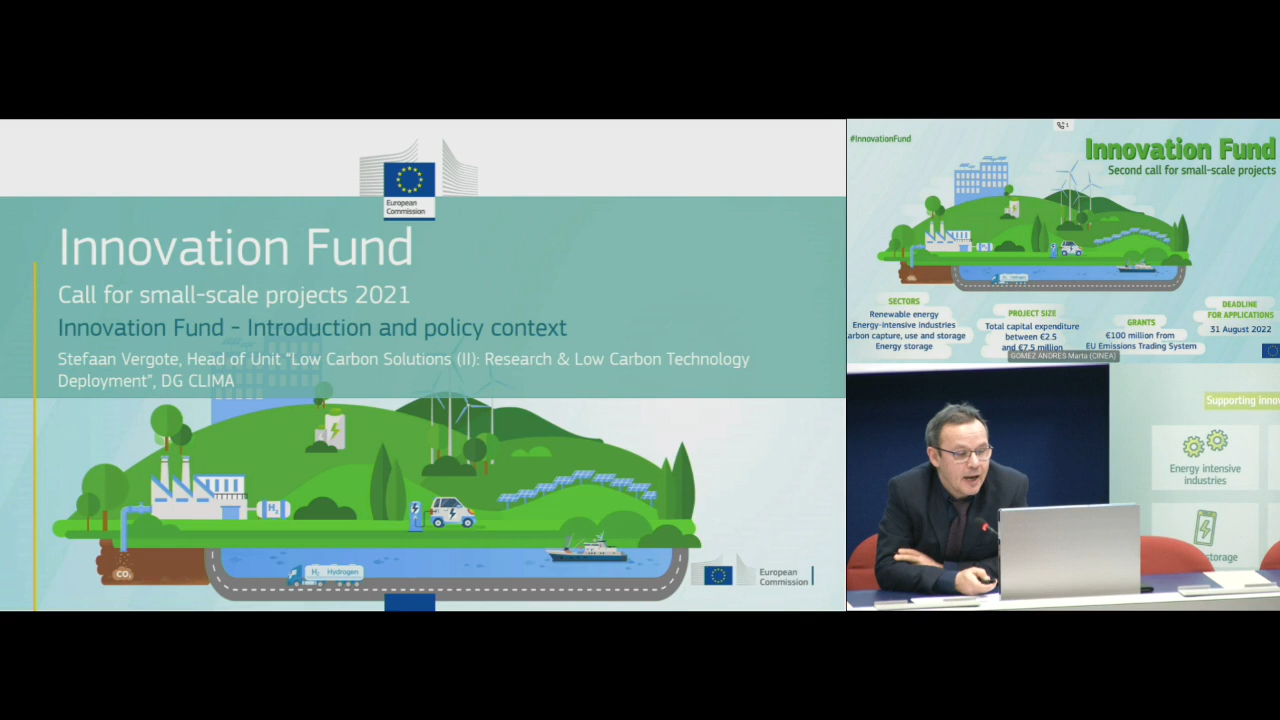 European
Commission
Innovation Fund
Call for small-scale projects 2021
Innovation Fund - Introduction and policy context
Stefaan Vergote, Head of Unit “Low Carbon Solutions (II): Research & Low Carbon Technology
Deployment”, DG CLIMA
H2
CO2
H2 Hydrogen
European
Commission
1
#InnovationFund
Innovation Fund
Second call for small-scale projects
SECTORS
Renewable energy
Energy-intensive industries
arbon capture, use and storage
Energy storage
PROJECT SIZE
Total capital expenditure
between €2.5
and €7.5 million
GRANTS
€100 million from
EU Emissions Trading System
DEADLINE
FOR APPLICATIONS
31 August 2022
GOMEZ ANDRES Marta (CINEA)
Supporting innov
Energy intensive
industries
storage